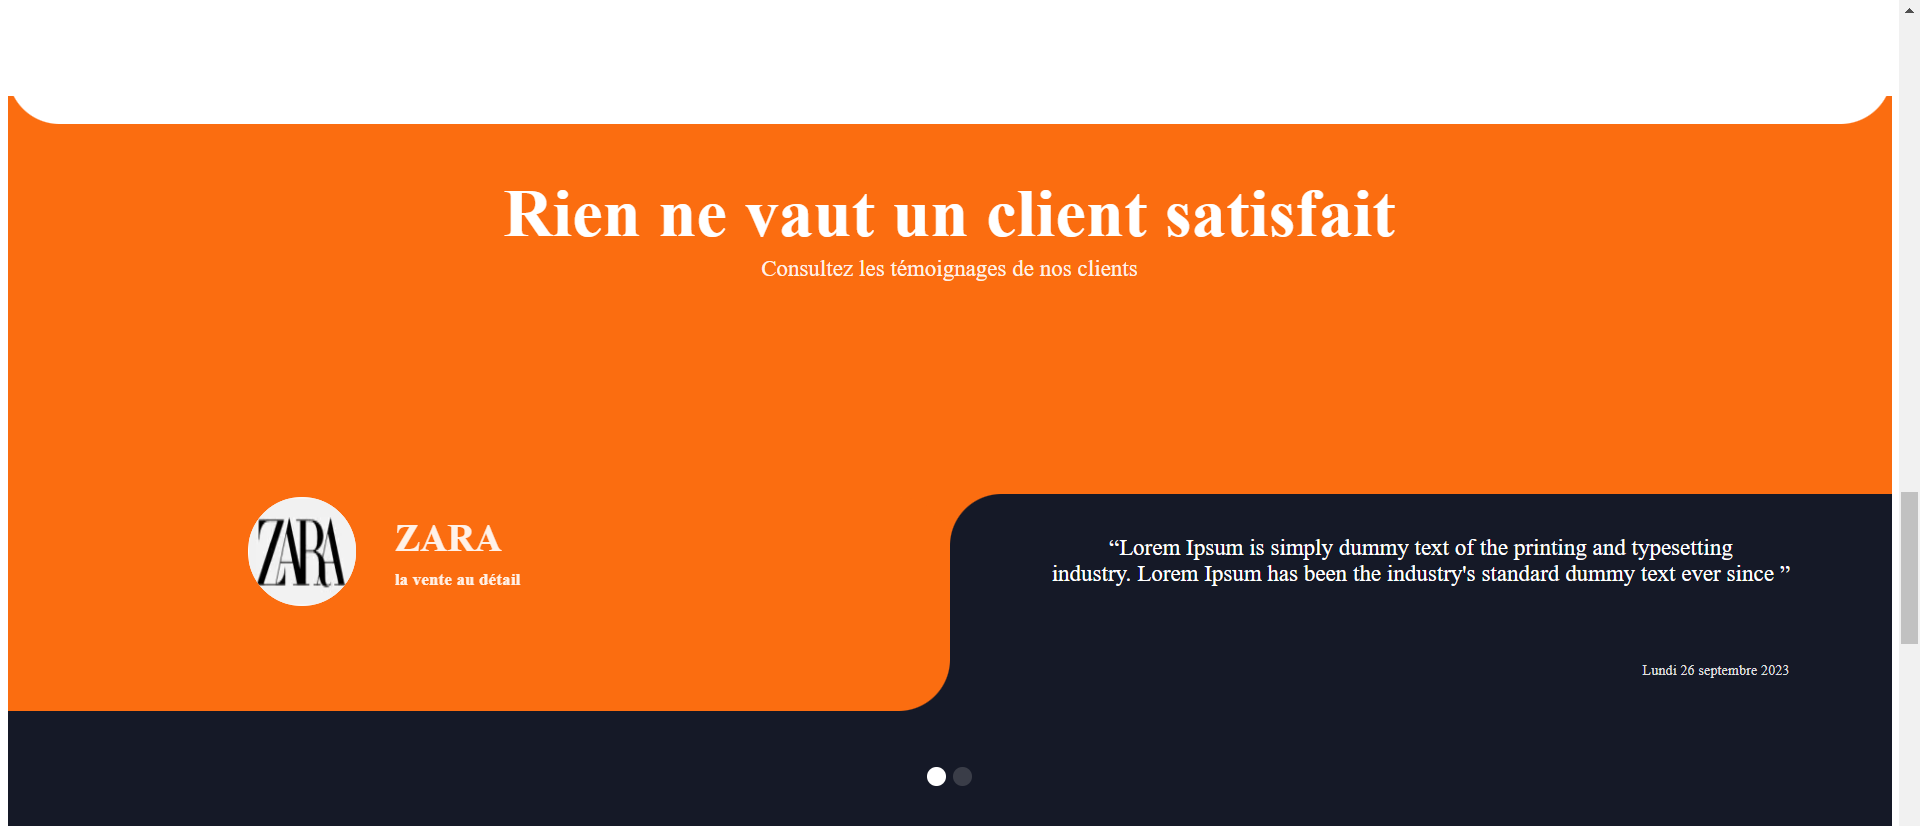 Rien ne vaut un client satisfait
Consultez les témoignages de nos clients
ZARA
ZARA
la vente au détail
“Lorem Ipsum is simply dummy text of the printing and typesetting
industry. Lorem Ipsum has been the industry's standard dummy text ever since ”
Lundi 26 septembre 2023